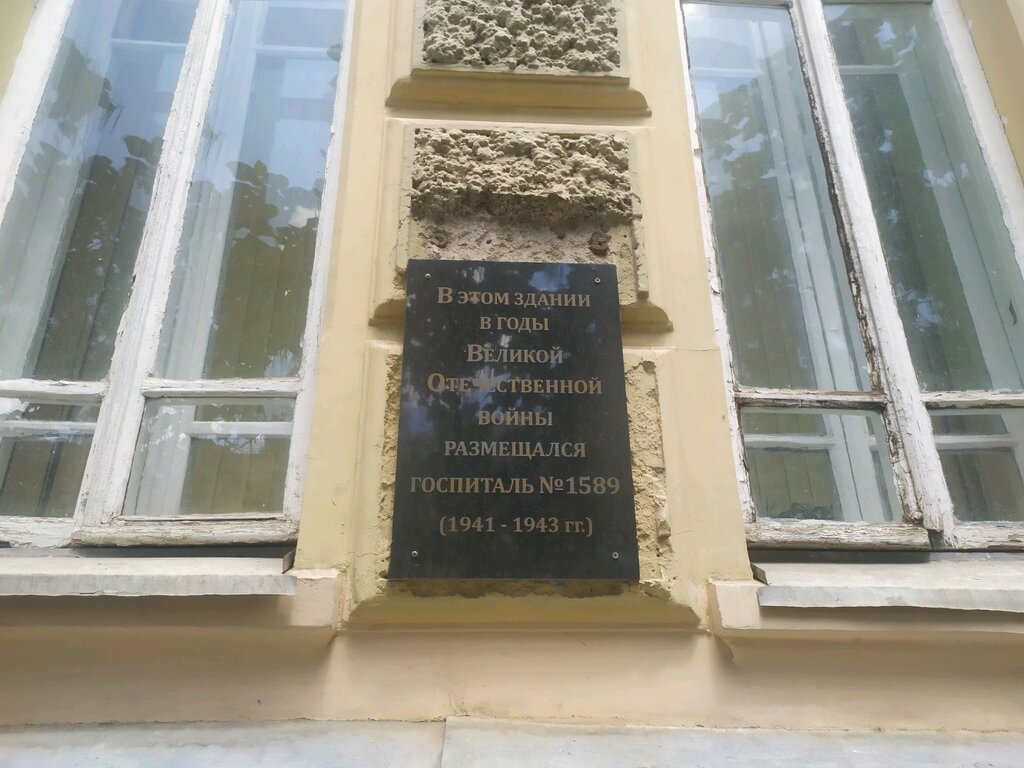 В этом здании
в годы
Великой
Отечественной
войны
размещался
госпиталь №1589
(1941 - 1943 гг.)